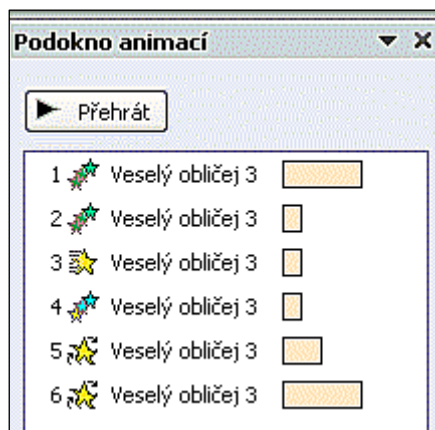 Podokno animací
Přehrát
1 Veselý obličej 3
2 Veselý obličej 3
3 Veselý obličej 3
4 Veselý obličej 3
5 Veselý obličej 3
6 Veselý obličej 3